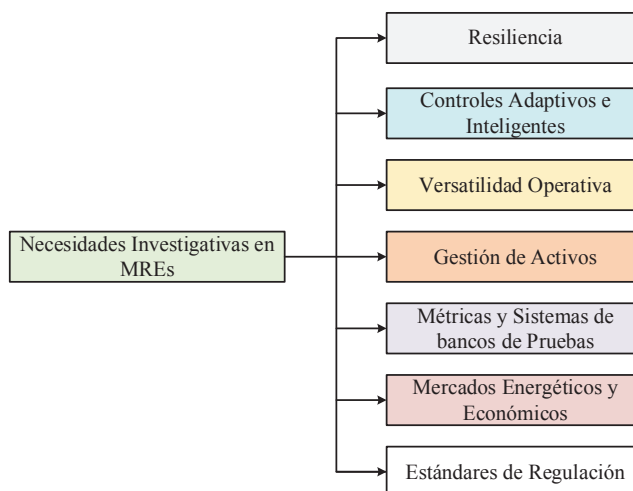 Resiliencia
Controles Adaptivos e
Inteligentes
Versatilidad Operativa
Necesidades Investigativas en
MREs
Gestión de Activos
Métricas y Sistemas de
bancos de Pruebas
Mercados Energéticos y
Económicos
Estándares de Regulación